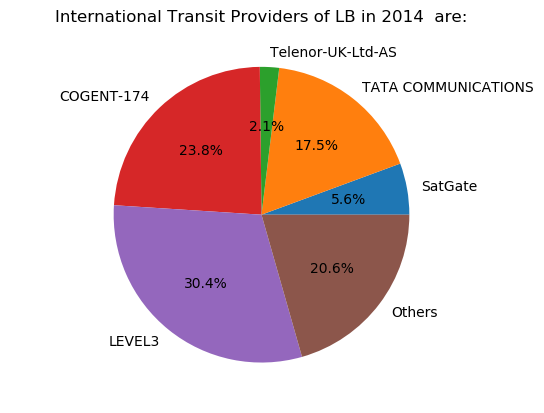 International Transit Providers of LB in 2014  are:
Telenor-UK-Ltd-AS
TATA COMMUNICATIONS
COGENT-174
2.1%
17.5%
23.8%
SatGate
5.6%
30.4%
20.6%
Others
LEVEL3